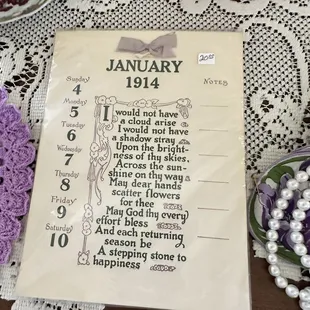 20.00
JANUARY
1914
NOTES
Sunday
4
Monday
5
Tuesday
6
Wednesday
7
Thursday
8
Friday
9
Saturday
10
I would not have
a cloud arise
I would not have
a shadow stray
Upon the bright-
ness of thy skies.
Across the sun-
shine on thy way
May dear hands
scatter flowers
for thee
May God thy every
effort bless
And each returning
season be
A stepping stone to
happiness